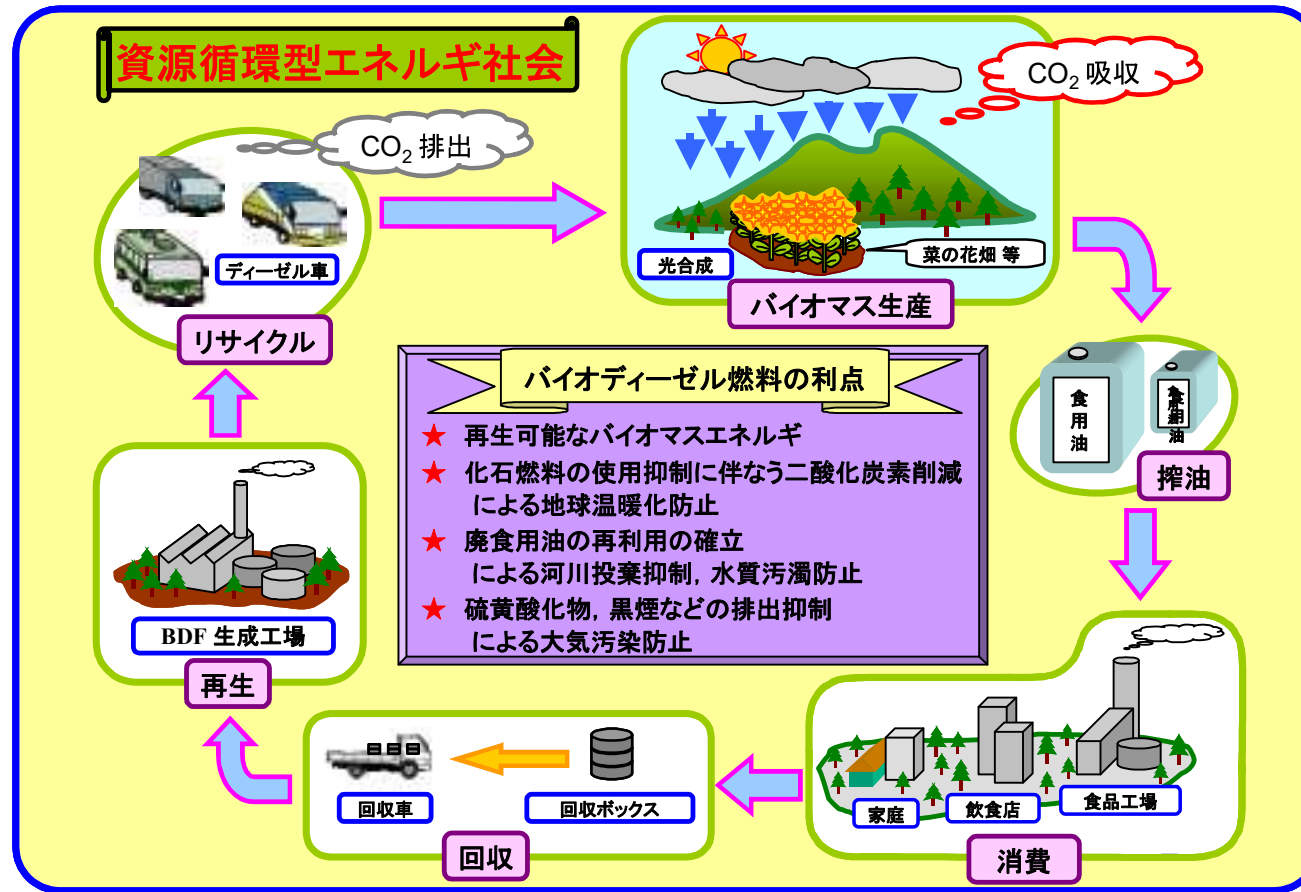 資源循環型エネルギ社会
CO2 吸収
CO2 排出
ディーゼル車
リサイクル
光合成
菜の花畑 等
バイオマス生産
バイオディーゼル燃料の利点
★ 再生可能なバイオマスエネルギ
★ 化石燃料の使用抑制に伴なう二酸化炭素削減
による地球温暖化防止
★ 廃食用油の再利用の確立
による河川投棄抑制，水質汚濁防止
★ 硫黄酸化物，黒煙などの排出抑制
による大気汚染防止
食用油
搾油
BDF 生成工場
再生
回収車
回収ボックス
回収
家庭
飲食店
食品工場
消費